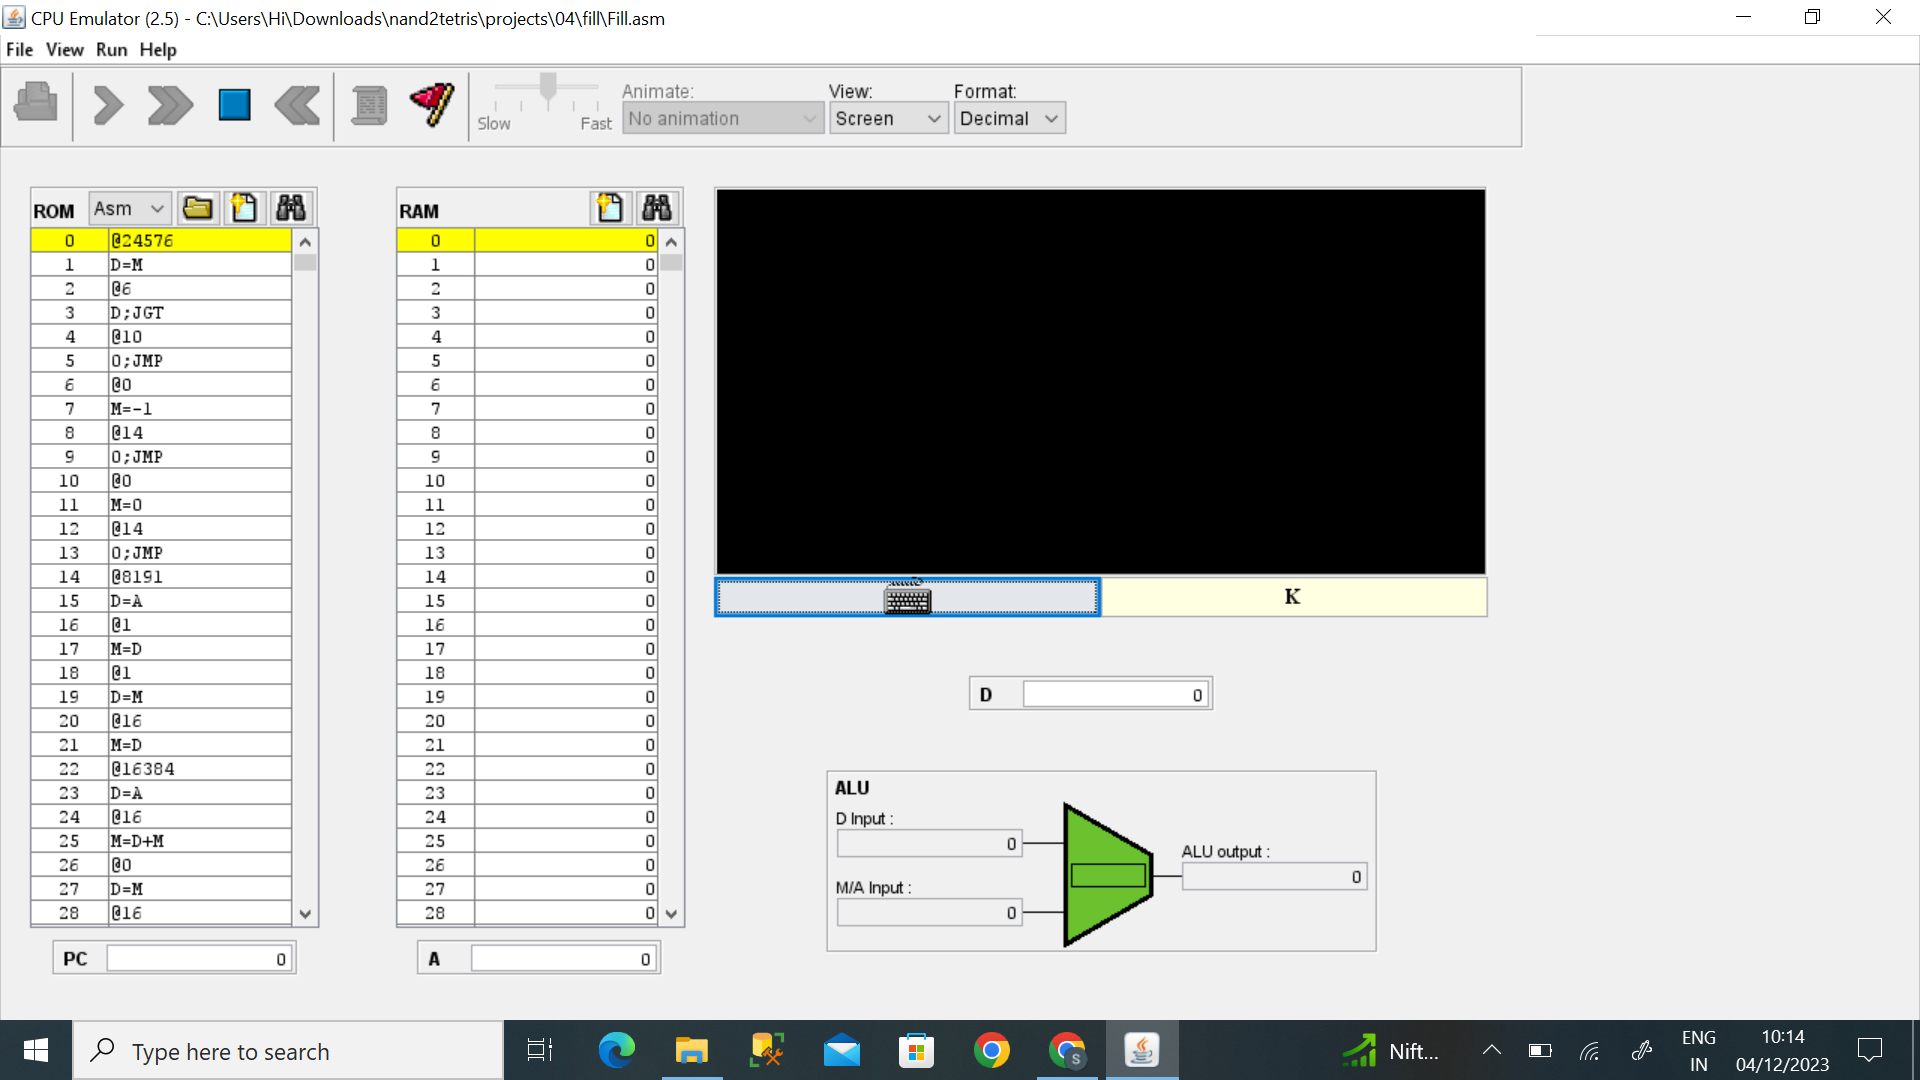 CPU Emulator (2.5) - C:\Users\Hi\Downloads\nand2tetris\projects\04\fill\Fill.asm
File View Run Help
Slow Fast
Animate:
No animation
View:
Screen
Format:
Decimal
ROM Asm
0 @24576
1 D=M
2 @6
3 D;JGT
4 @10
5 0;JMP
6 @0
7 M=-1
8 @14
9 0;JMP
10 @0
11 M=0
12 @14
13 0;JMP
14 @8191
15 D=A
16 @1
17 M=D
18 @1
19 D=M
20 @16
21 M=D
22 @16384
23 D=A
24 @16
25 M=D+M
26 @0
27 D=M
28 @16
PC 0
RAM
0 0
1 0
2 0
3 0
4 0
5 0
6 0
7 0
8 0
9 0
10 0
11 0
12 0
13 0
14 0
15 0
16 0
17 0
18 0
19 0
20 0
21 0
22 0
23 0
24 0
25 0
26 0
27 0
28 0
A 0
K
D 0
ALU
D Input :
0
M/A Input :
0
ALU output :
0
Type here to search
S
Nift...
ENG
IN
10:14
04/12/2023